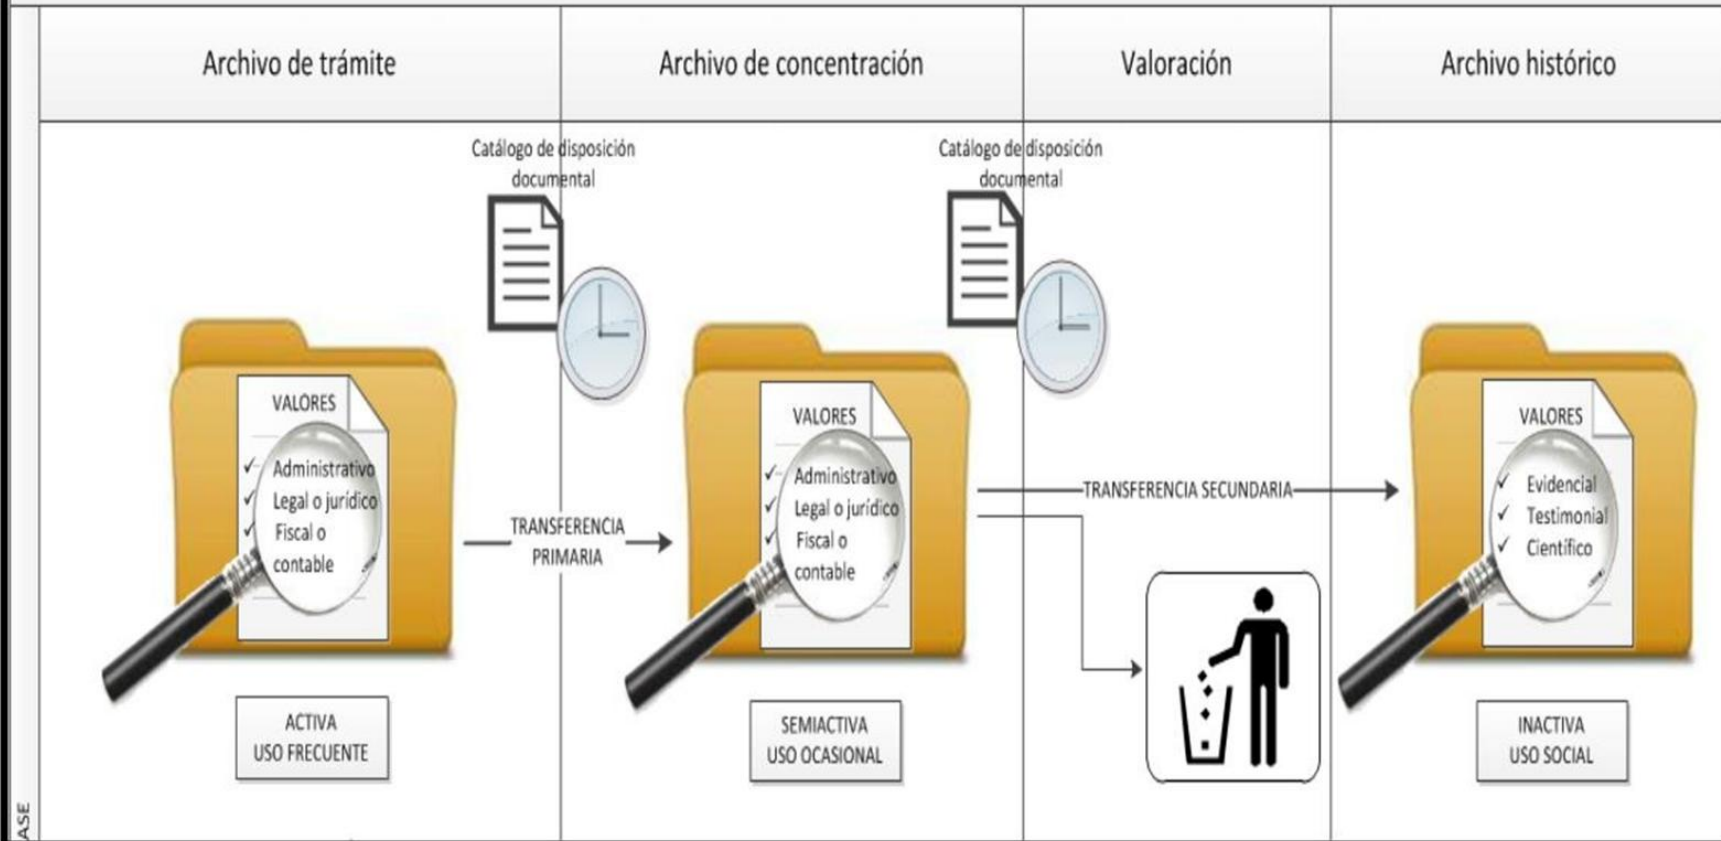 Archivo de trámite
Archivo de concentración
Valoración
Archivo histórico
Catálogo de disposición
documental
Catálogo de disposición
documental
VALORES
✓ Administrativo
✓ Legal o jurídico
✓ Fiscal o
contable
TRANSFERENCIA
PRIMARIA
VALORES
✓ Administrativo
✓ Legal o jurídico
✓ Fiscal o
contable
TRANSFERENCIA SECUNDARIA
VALORES
✓ Evidencial
✓ Testimonial
✓ Científico
ACTIVA
USO FRECUENTE
SEMIACTIVA
USO OCASIONAL
INACTIVA
USO SOCIAL
ASE